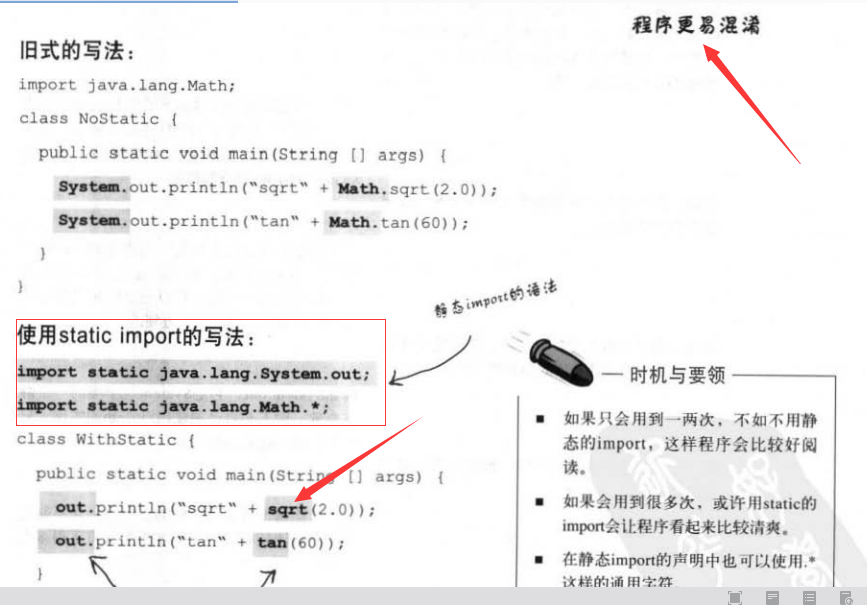 程序更易混淆
旧式的写法：
import java.lang.Math;
class NoStatic {
public static void main(String [] args) {
System.out.println("sqrt" + Math.sqrt(2.0));
System.out.println("tan" + Math.tan(60));
}
}
静态import的语法
使用static import的写法：
import static java.lang.System.out;
import static java.lang.Math.*;
class WithStatic {
public static void main(String [] args) {
out.println("sqrt" + sqrt(2.0));
out.println("tan" + tan(60));
}
时机与要领
■ 如果只会用到一两次，不如不用静
态的import，这样程序会比较好阅
读。
■ 如果会用到很多次，或许用static的
import会让程序看起来比较清爽。
■ 在静态import的声明中也可以使用.*
这样的通用字符。